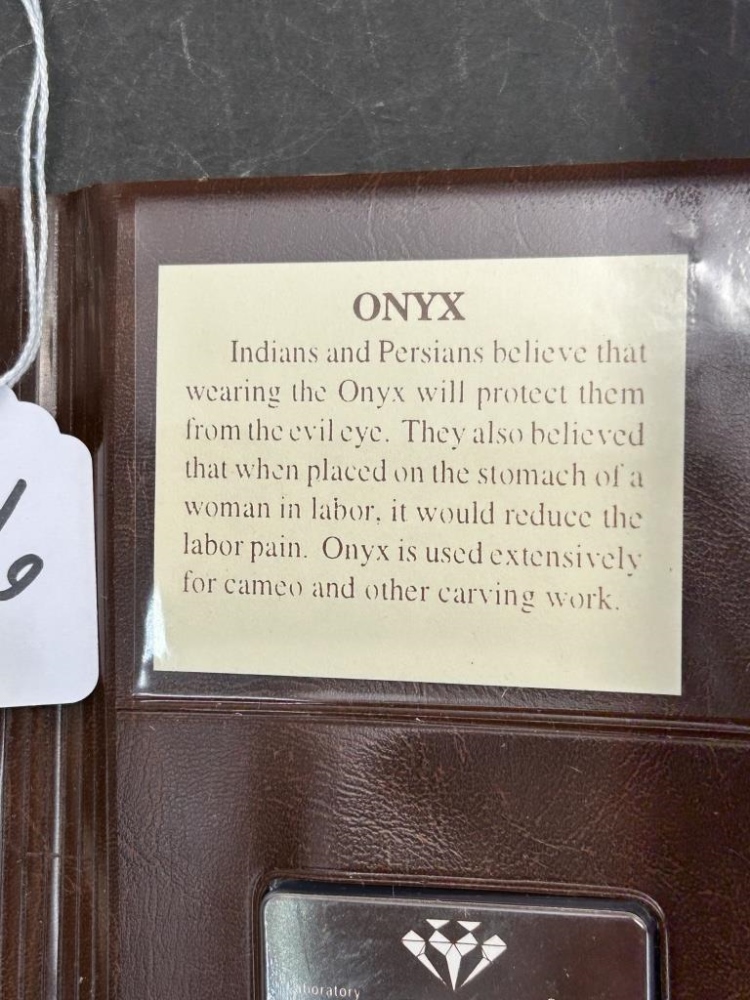 ONYX
Indians and Persians believe that
wearing the Onyx will protect them
from the evil eye. They also believed
that when placed on the stomach of a
woman in labor, it would reduce the
labor pain. Onyx is used extensively
for cameo and other carving work.
Laboratory